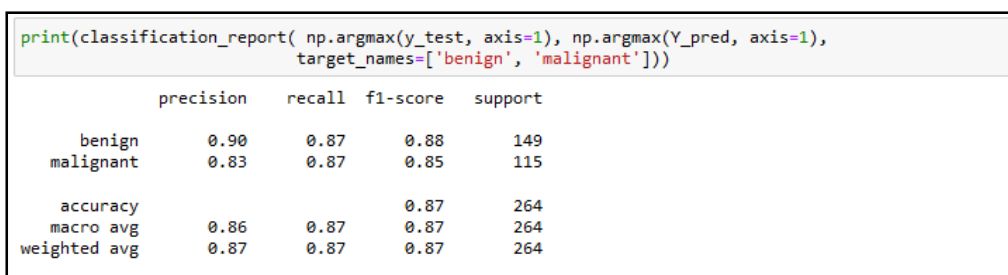 print(classification_report( np.argmax(y_test, axis=1), np.argmax(Y_pred, axis=1),
target_names=['benign', 'malignant']))
precision recall f1-score support
benign 0.90 0.87 0.88 149
malignant 0.83 0.87 0.85 115
accuracy 0.87 264
macro avg 0.86 0.87 0.87 264
weighted avg 0.87 0.87 0.87 264